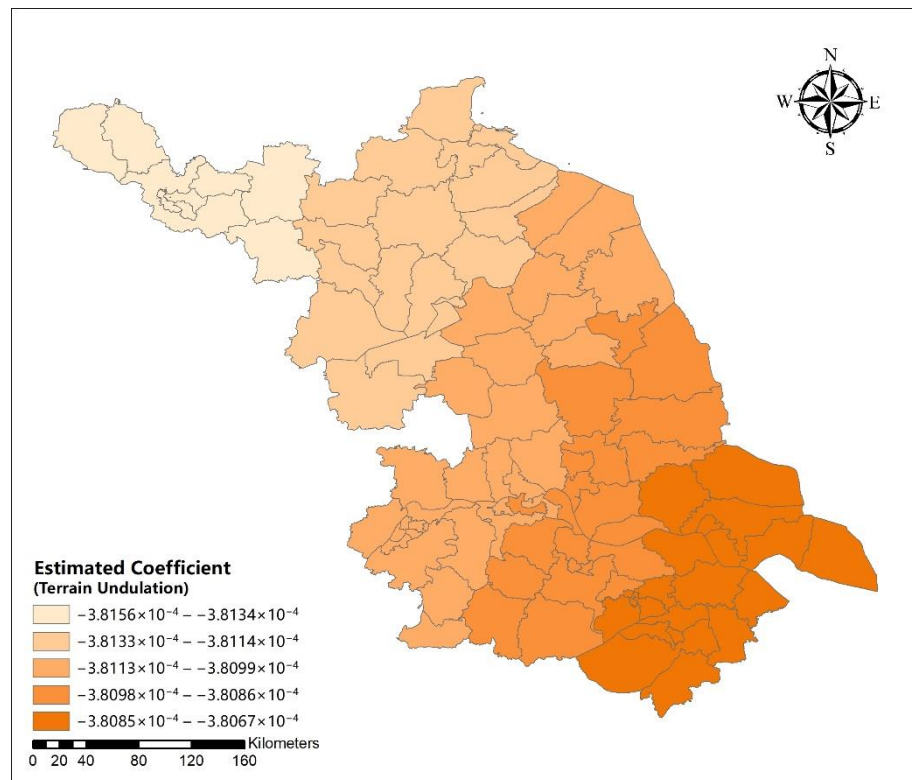 N
W E
S
Estimated Coefficient
(Terrain Undulation)
−3.8156×10⁻⁴ – −3.8134×10⁻⁴
−3.8133×10⁻⁴ – −3.8114×10⁻⁴
−3.8113×10⁻⁴ – −3.8099×10⁻⁴
−3.8098×10⁻⁴ – −3.8086×10⁻⁴
−3.8085×10⁻⁴ – −3.8067×10⁻⁴
Kilometers
0 20 40 80 120 160